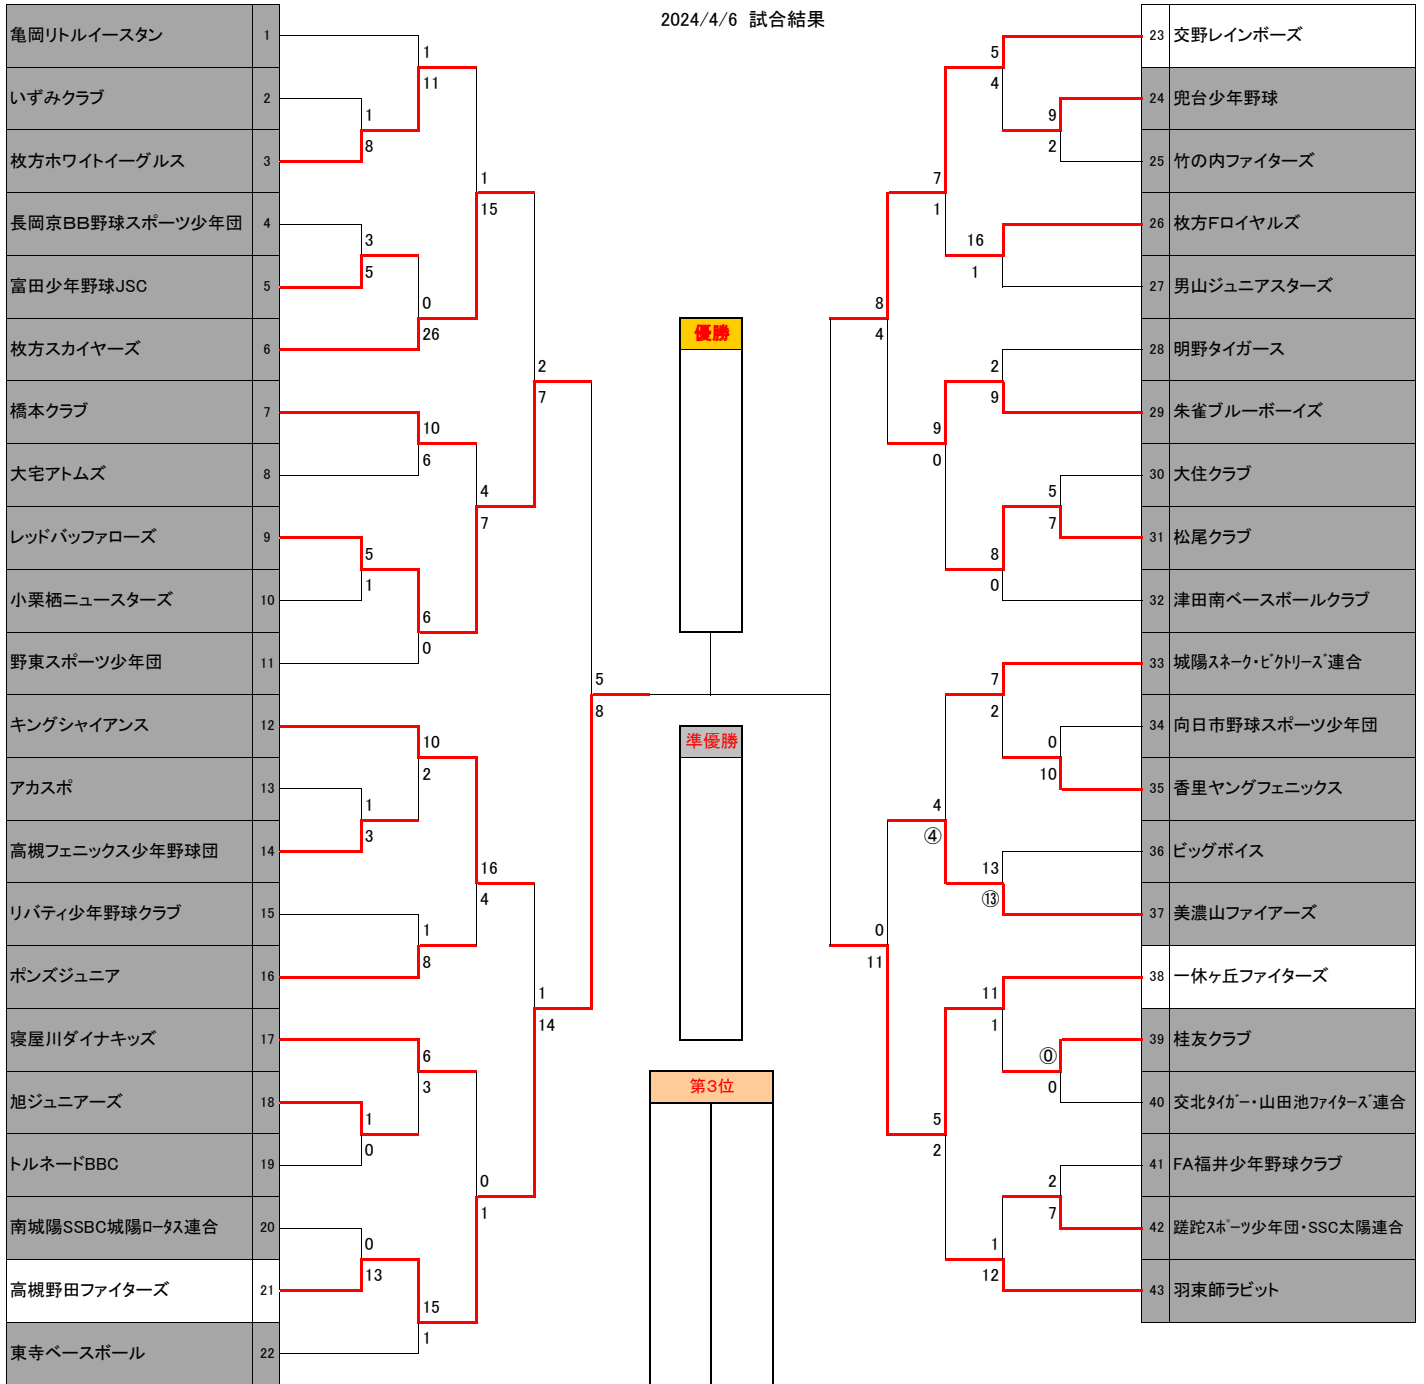 2024/4/6 試合結果
亀岡リトルイースタン 1
いずみクラブ 2
枚方ホワイトイーグルス 3
長岡京BB野球スポーツ少年団 4
富田少年野球JSC 5
枚方スカイヤーズ 6
橋本クラブ 7
大宅アトムズ 8
レッドバッファローズ 9
小栗栖ニュースターズ 10
野東スポーツ少年団 11
キングシャイアンス 12
アカスポ 13
高槻フェニックス少年野球団 14
リバティ少年野球クラブ 15
ポンズジュニア 16
寝屋川ダイナキッズ 17
旭ジュニアーズ 18
トルネードBBC 19
南城陽SSBC城陽ロータス連合 20
高槻野田ファイターズ 21
東寺ベースボール 22
1
8
3
5
5
1
1
3
1
0
0
13
1
11
0
26
10
6
6
0
10
2
1
8
6
3
15
1
1
15
4
7
16
4
0
1
2
7
1
14
5
8
優勝
準優勝
第3位
8
4
0
11
7
1
9
0
4
④
5
2
5
4
16
1
2
9
8
0
7
2
13
⑬
11
1
1
12
9
2
5
7
0
10
⓪
0
2
7
23 交野レインボーズ
24 兜台少年野球
25 竹の内ファイターズ
26 枚方Fロイヤルズ
27 男山ジュニアスターズ
28 明野タイガース
29 朱雀ブルーボーイズ
30 大住クラブ
31 松尾クラブ
32 津田南ベースボールクラブ
33 城陽ｽﾈｰｸ・ﾋﾞｸﾄﾘｰｽﾞ連合
34 向日市野球スポーツ少年団
35 香里ヤングフェニックス
36 ビッグボイス
37 美濃山ファイアーズ
38 一休ヶ丘ファイターズ
39 桂友クラブ
40 交北ﾀｲｶﾞｰ・山田池ﾌｧｲﾀｰｽﾞ連合
41 FA福井少年野球クラブ
42 蹉跎ｽﾎﾟｰﾂ少年団・SSC太陽連合
43 羽束師ラビット